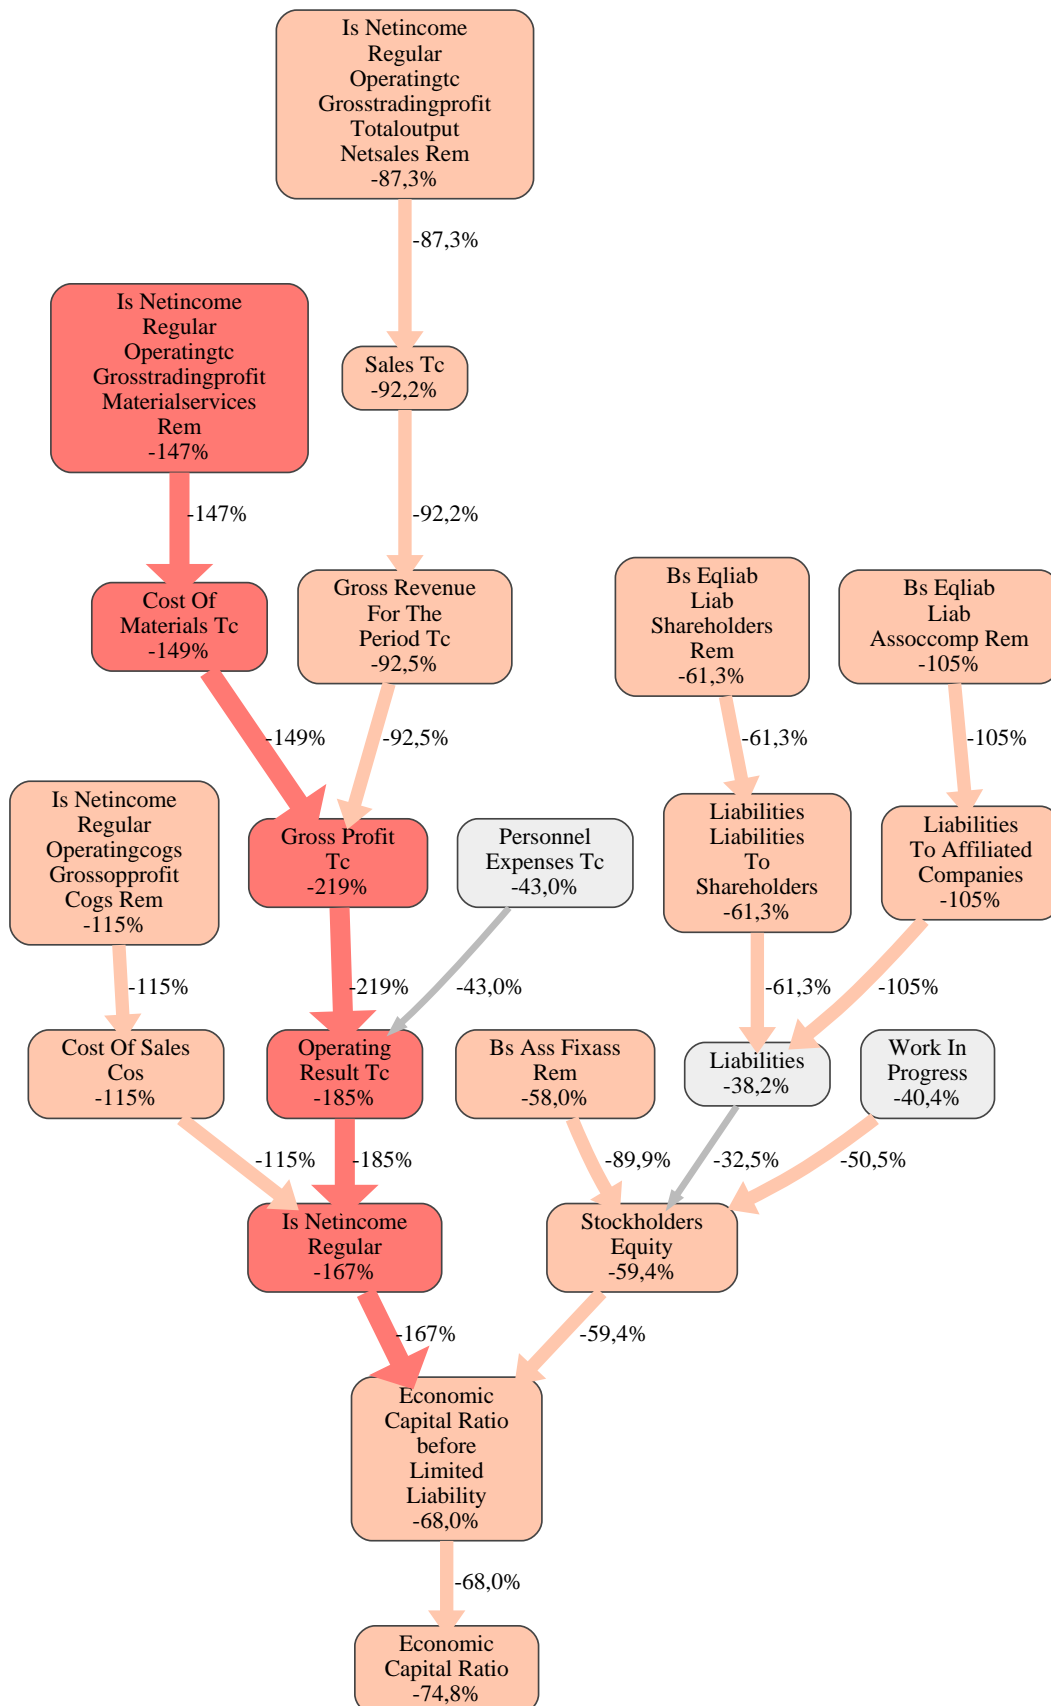 Is Netincome
Regular
Operatingtc
Grosstradingprofit
Totaloutput
Netsales Rem
-87,3%
-87,3%
Is Netincome
Regular
Operatingtc
Grosstradingprofit
Materialservices
Rem
-147%
Sales Tc
-92,2%
-147%
-92,2%
Cost Of
Materials Tc
-149%
Gross Revenue
For The
Period Tc
-92,5%
Bs Eqliab
Liab
Shareholders
Rem
-61,3%
Bs Eqliab
Liab
Assoccomp Rem
-105%
-149%
-92,5%
-61,3%
-105%
Is Netincome
Regular
Operatingcogs
Grossopprofit
Cogs Rem
-115%
Gross Profit
Tc
-219%
Personnel
Expenses Tc
-43,0%
Liabilities
Liabilities
To
Shareholders
-61,3%
Liabilities
To Affiliated
Companies
-105%
-115%
-219%
-43,0%
-61,3%
-105%
Cost Of Sales
Cos
-115%
Operating
Result Tc
-185%
Bs Ass Fixass
Rem
-58,0%
Liabilities
-38,2%
Work In
Progress
-40,4%
-115%
-185%
-89,9%
-32,5%
-50,5%
Is Netincome
Regular
-167%
Stockholders
Equity
-59,4%
-167%
-59,4%
Economic
Capital Ratio
before
Limited
Liability
-68,0%
-68,0%
Economic
Capital Ratio
-74,8%